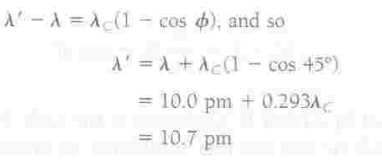 λ′ − λ = λC(1 − cos ϕ), and so
λ′ = λ + λC(1 − cos 45°)
= 10.0 pm + 0.293λC
= 10.7 pm